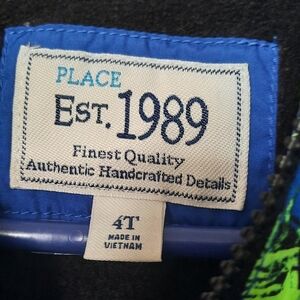 PLACE
EST. 1989
Finest Quality
Authentic Handcrafted Details
4T
MADE IN
VIETNAM